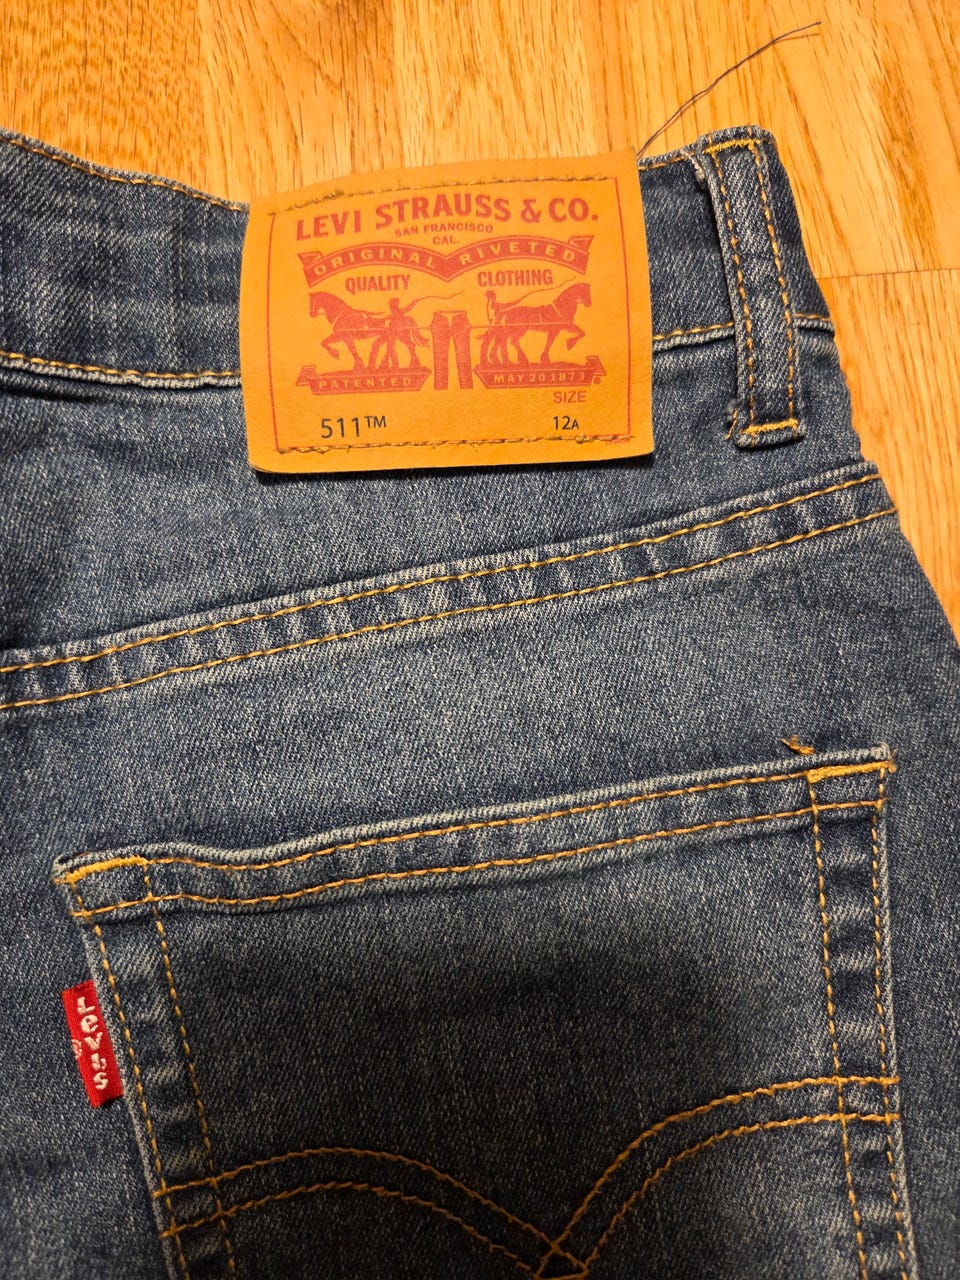 LEVI STRAUSS & CO.
SAN FRANCISCO
CAL.
ORIGINAL RIVETED
QUALITY CLOTHING
PATENTED MAY 20 1873
SIZE
511™ 12A
Levi's